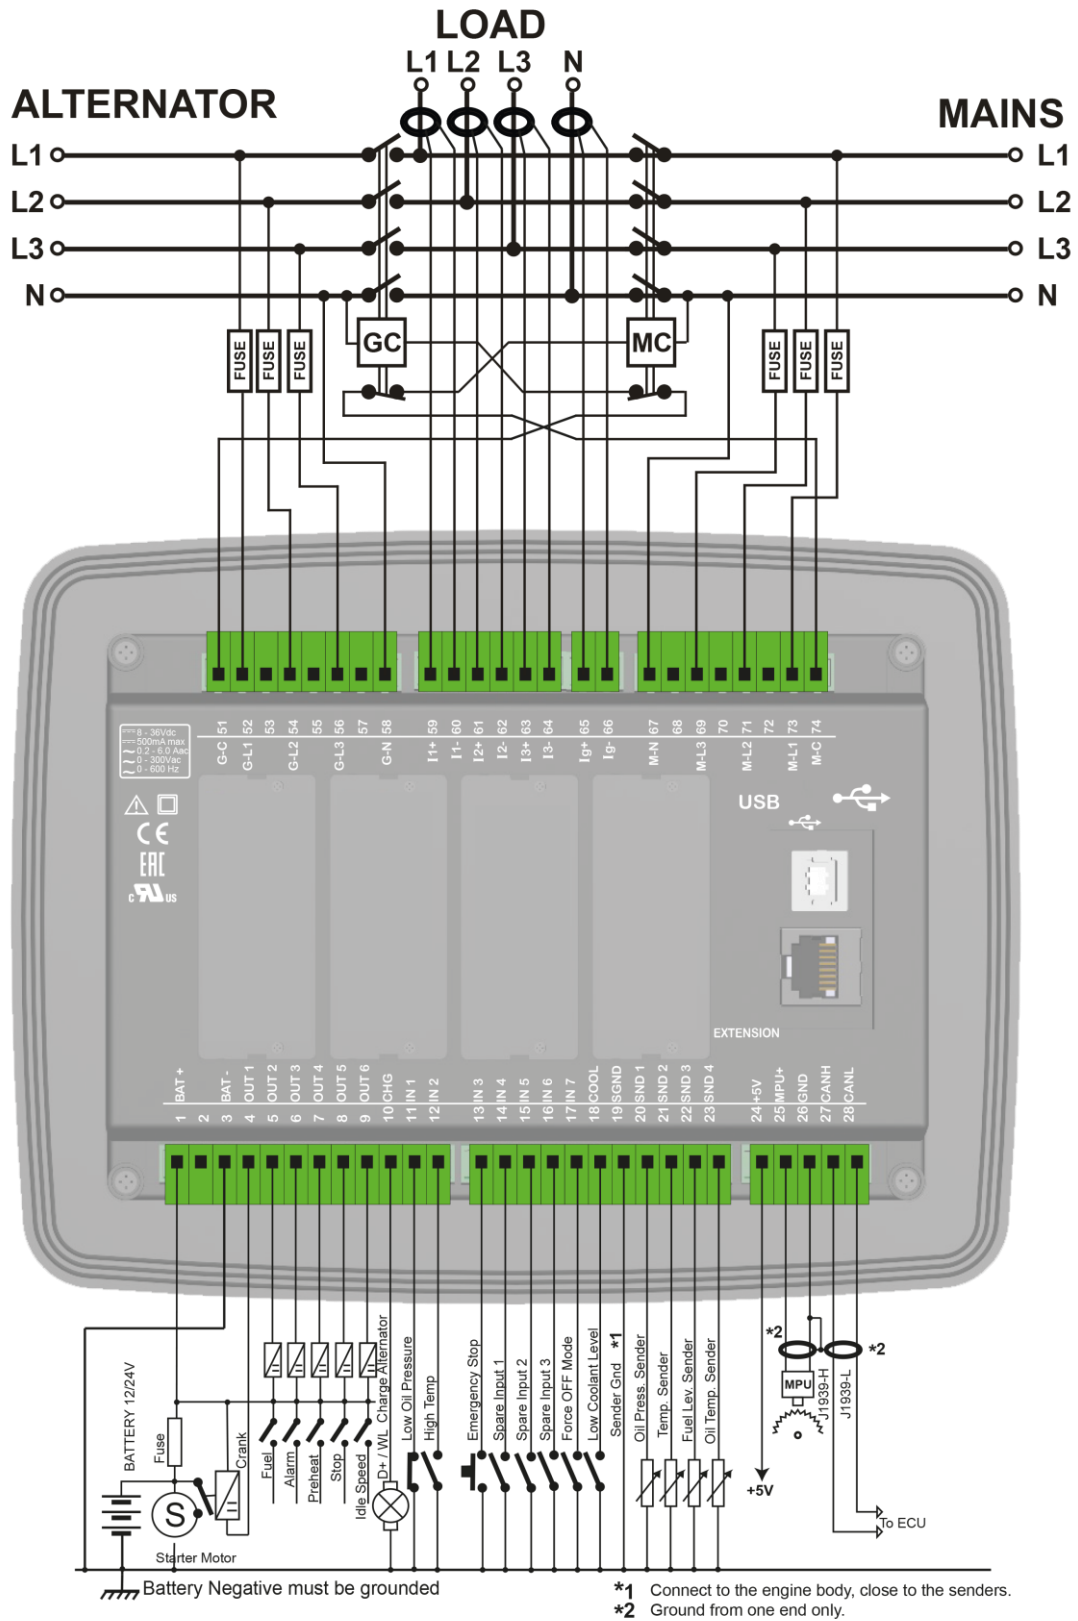 LOAD
L1 L2 L3 N
ALTERNATOR
MAINS
L1
L2
L3
N
L1
L2
L3
N
GC
MC
FUSE
FUSE
FUSE
FUSE
FUSE
FUSE
8 - 36Vdc
500mA max
0.2 - 6.0 Aac
0 - 300Vac
0 - 600 Hz
G-C 51
G-L1 52
53
G-L2 54
55
G-L3 56
57
G-N 58
I1+ 59
I1- 60
I2+ 61
I2- 62
I3+ 63
I3- 64
Ig+ 65
Ig- 66
M-N 67
68
M-L3 69
70
M-L2 71
72
M-L1 73
M-C 74
CE
EAC
c RU US
USB
EXTENSION
1 BAT +
2
3 BAT -
4 OUT 1
5 OUT 2
6 OUT 3
7 OUT 4
8 OUT 5
9 OUT 6
10 CHG
11 IN 1
12 IN 2
13 IN 3
14 IN 4
15 IN 5
16 IN 6
17 IN 7
18 COOL
19 SGND
20 SND 1
21 SND 2
22 SND 3
23 SND 4
24 +5V
25 MPU+
26 GND
27 CANH
28 CANL
BATTERY 12/24V
Fuse
S
Starter Motor
Crank
Fuel
Alarm
Preheat
Stop
Idle Speed
D+ / WL Charge Alternator
Low Oil Pressure
High Temp
Emergency Stop
Spare Input 1
Spare Input 2
Spare Input 3
Force OFF Mode
Low Coolant Level
Sender Gnd *1
Oil Press. Sender
Temp. Sender
Fuel Lev. Sender
Oil Temp. Sender
+5V
*2
*2
MPU
J1939-H
J1939-L
To ECU
Battery Negative must be grounded
*1 Connect to the engine body, close to the senders.
*2 Ground from one end only.